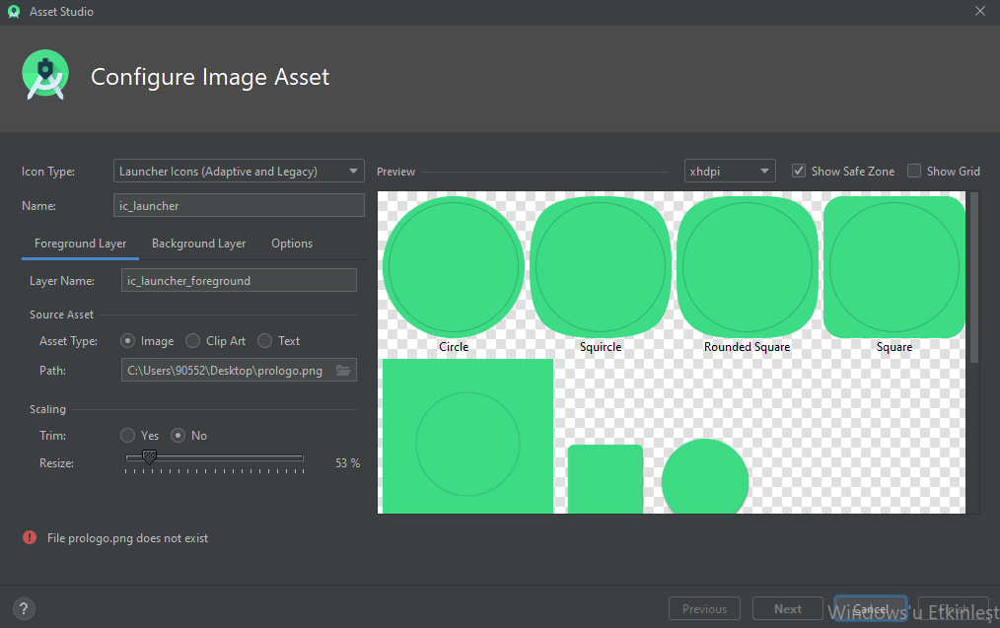 Asset Studio
Configure Image Asset
Icon Type: Launcher Icons (Adaptive and Legacy) Preview xhdpi Show Safe Zone Show Grid
Name: ic_launcher
Foreground Layer Background Layer Options
Layer Name: ic_launcher_foreground
Source Asset
Asset Type: Image Clip Art Text
Circle Squircle Rounded Square Square
Path: C:\Users\90552\Desktop\prologo.png
Scaling
Trim: Yes No
Resize: 53 %
File prologo.png does not exist
? Previous Next Cancel
Windows'u Etkinleşt